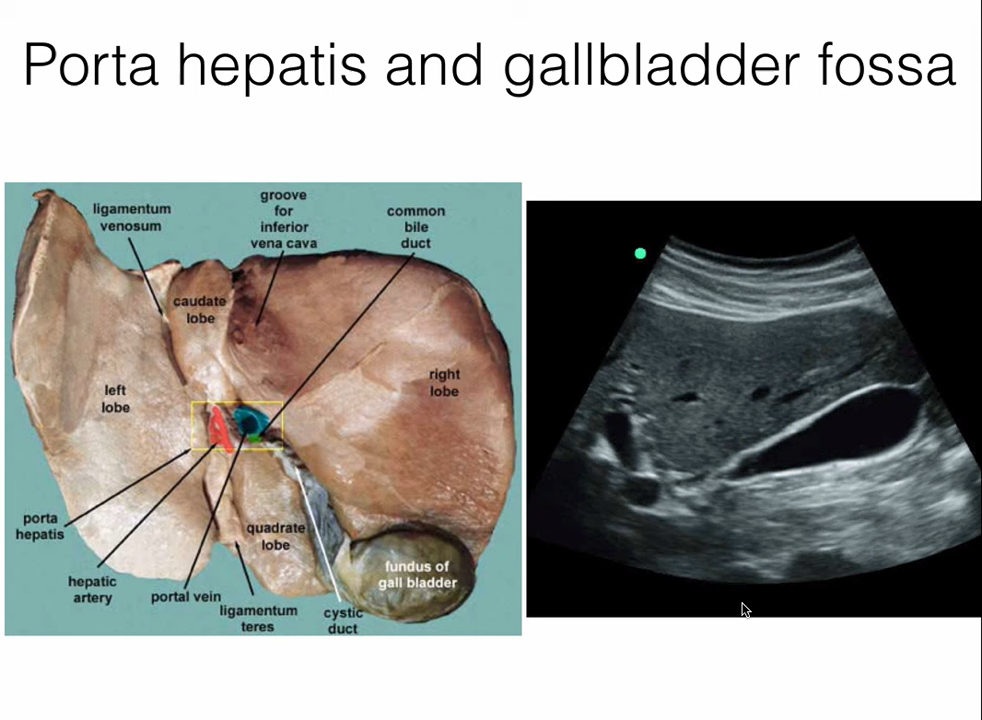 Porta hepatis and gallbladder fossa
ligamentum
venosum
groove
for
inferior
vena cava
common
bile
duct
caudate
lobe
left
lobe
right
lobe
porta
hepatis
quadrate
lobe
fundus of
gall bladder
hepatic
artery
portal vein
ligamentum
teres
cystic
duct